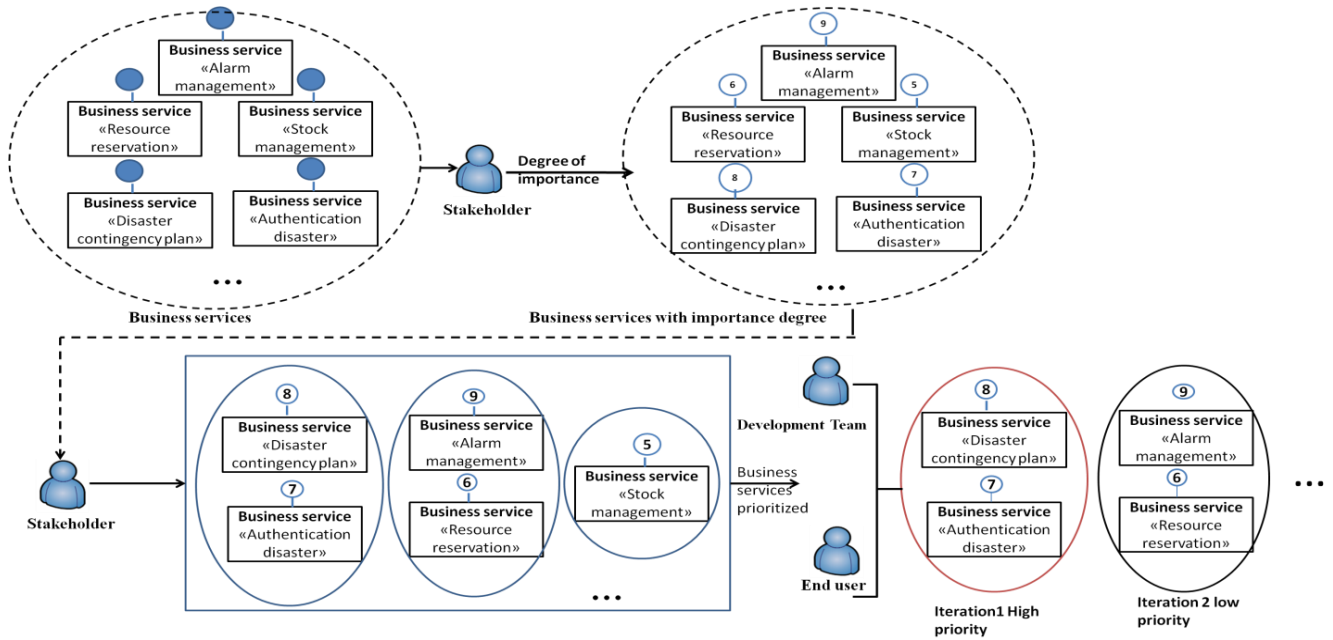 Business service
«Alarm
management»
Business service
«Resource
reservation»
Business service
«Stock
management»
Business service
«Disaster
contingency plan»
Business service
«Authentication
disaster»
...
Business services
Stakeholder
Degree of
importance
9
Business service
«Alarm
management»
6
Business service
«Resource
reservation»
5
Business service
«Stock
management»
8
Business service
«Disaster
contingency plan»
7
Business service
«Authentication
disaster»
...
Business services with importance degree
Stakeholder
8
Business service
«Disaster
contingency plan»
7
Business service
«Authentication
disaster»
9
Business service
«Alarm
management»
6
Business service
«Resource
reservation»
5
Business service
«Stock
management»
...
Business
services
prioritized
Development Team
End user
8
Business service
«Disaster
contingency plan»
7
Business service
«Authentication
disaster»
Iteration1 High
priority
9
Business service
«Alarm
management»
6
Business service
«Resource
reservation»
Iteration 2 low
priority
...